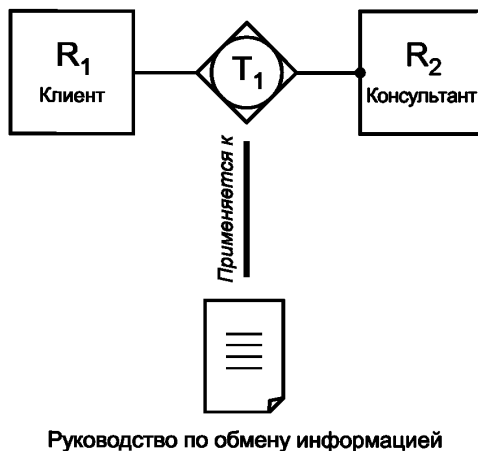 R1
Клиент
T1
R2
Консультант
Применяется к
Руководство по обмену информацией